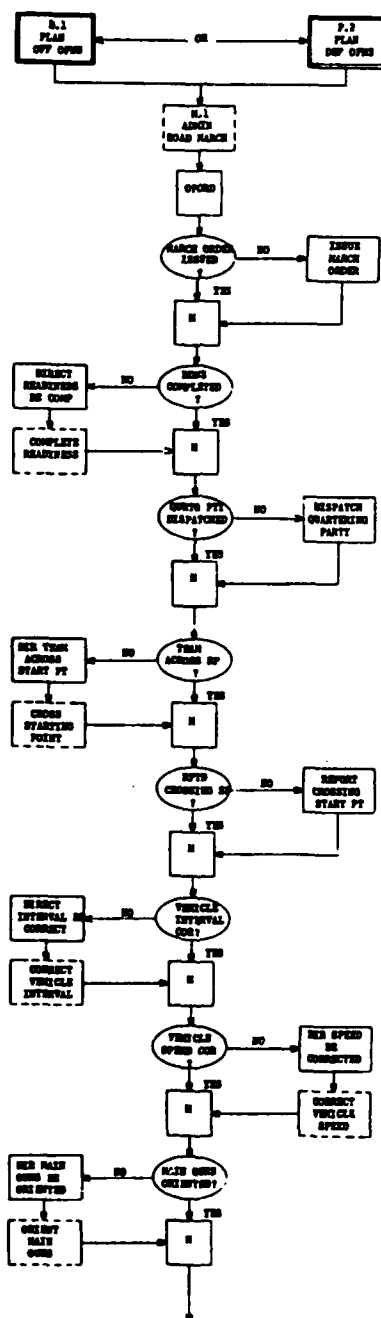 B.1
PLAN
OFF OPNS
OR
P.2
PLAN
DEF OPNS
M.1
ADMIN
ROAD MARCH
OPORD
MARCH ORDER
ISSUED
?
NO
ISSUE
MARCH
ORDER
YES
M
DIRECT
READINESS
BE COMP
NO
COMPLETED
?
YES
COMPLETE
READINESS
M
QURTG PTY
DISPATCHED
?
NO
DISPATCH
QUARTERING
PARTY
YES
M
DIR TEAM
ACROSS
START PT
NO
TEAM
ACROSS SP
?
YES
CROSS
STARTING
POINT
M
RPTD
CROSSING SP
?
NO
REPORT
CROSSING
START PT
YES
M
DIRECT
INTERVAL BE
CORRECT
NO
VEHICLE
INTERVAL
COR?
YES
CORRECT
VEHICLE
INTERVAL
M
VEHICLE
SPEED COR
?
NO
DIR SPEED
BE
CORRECTED
YES
M
CORRECT
VEHICLE
SPEED
DIR MAIN
GUNS BE
ORIENTED
NO
MAIN GUNS
ORIENTED?
YES
ORIENT
MAIN
GUNS
M